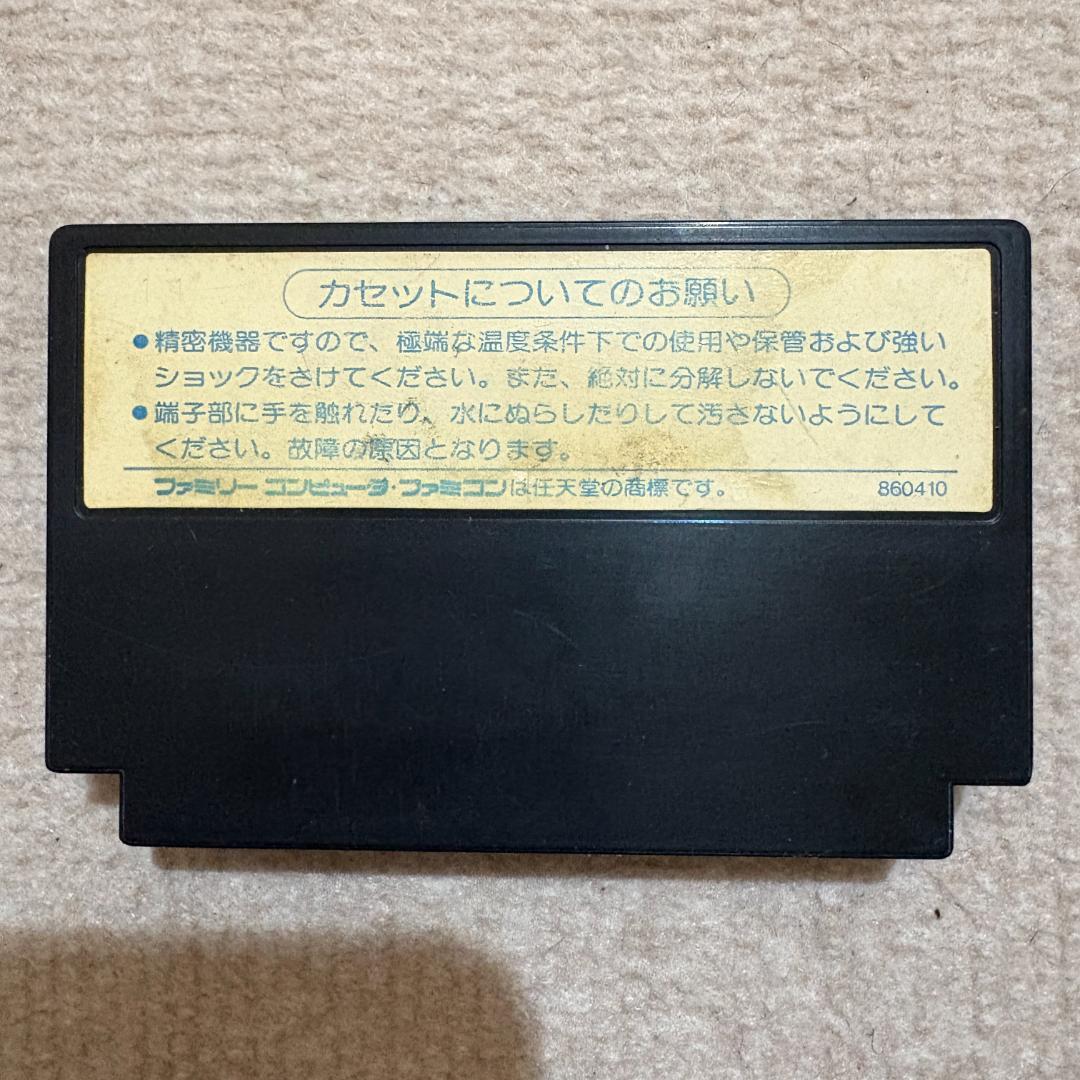 カセットについてのお願い
●精密機器ですので、極端な温度条件下での使用や保管および強い
ショックをさけてください。また、絶対に分解しないでください。
●端子部に手を触れたり、水にぬらしたりして汚さないようにして
ください。故障の原因となります。
ファミリーコンピュータ・ファミコンは任天堂の商標です。 860410